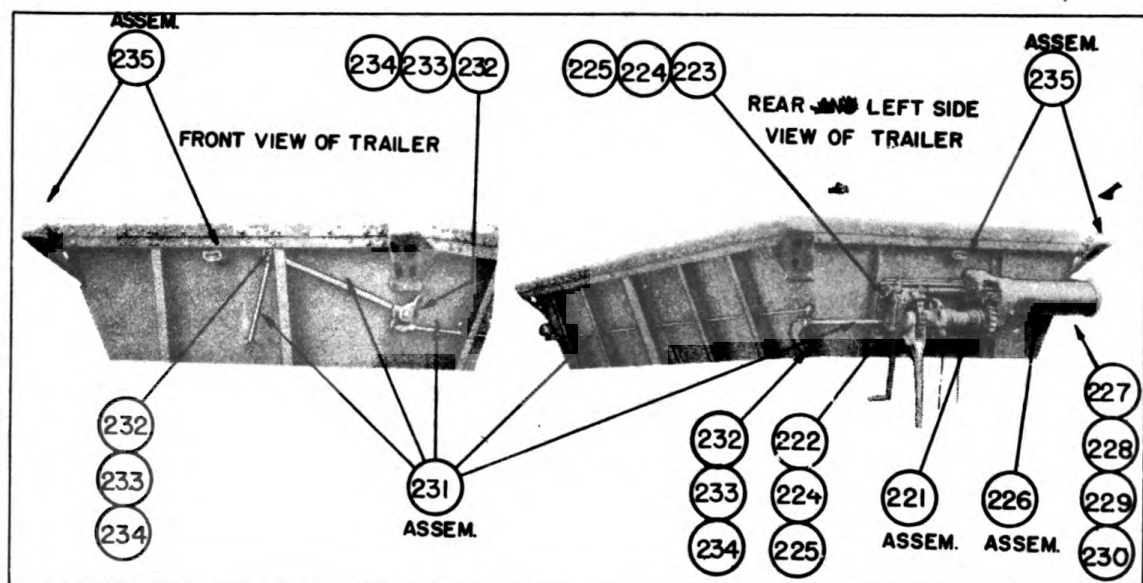 ASSEM.
235
234 233 232
FRONT VIEW OF TRAILER
225 224 223
REAR AND LEFT SIDE
VIEW OF TRAILER
ASSEM.
235
232
233
234
231
ASSEM.
232
233
234
222
224
225
221
ASSEM.
226
ASSEM.
227
228
229
230